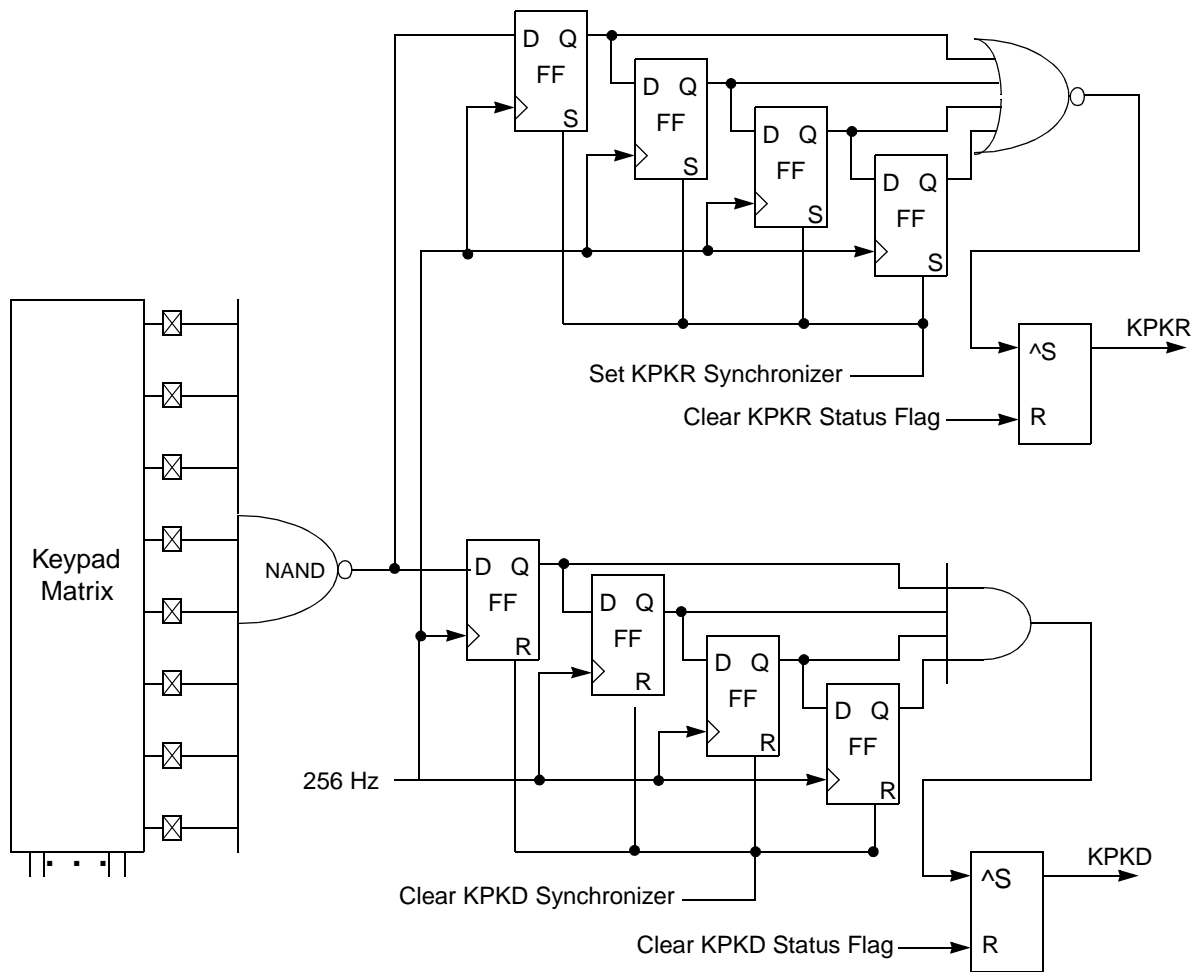 D Q
FF
S
D Q
FF
S
D Q
FF
S
D Q
FF
S
KPKR
^S
R
Set KPKR Synchronizer
Clear KPKR Status Flag
Keypad
Matrix
NAND
D Q
FF
R
D Q
FF
R
D Q
FF
R
D Q
FF
R
256 Hz
KPKD
^S
R
Clear KPKD Synchronizer
Clear KPKD Status Flag